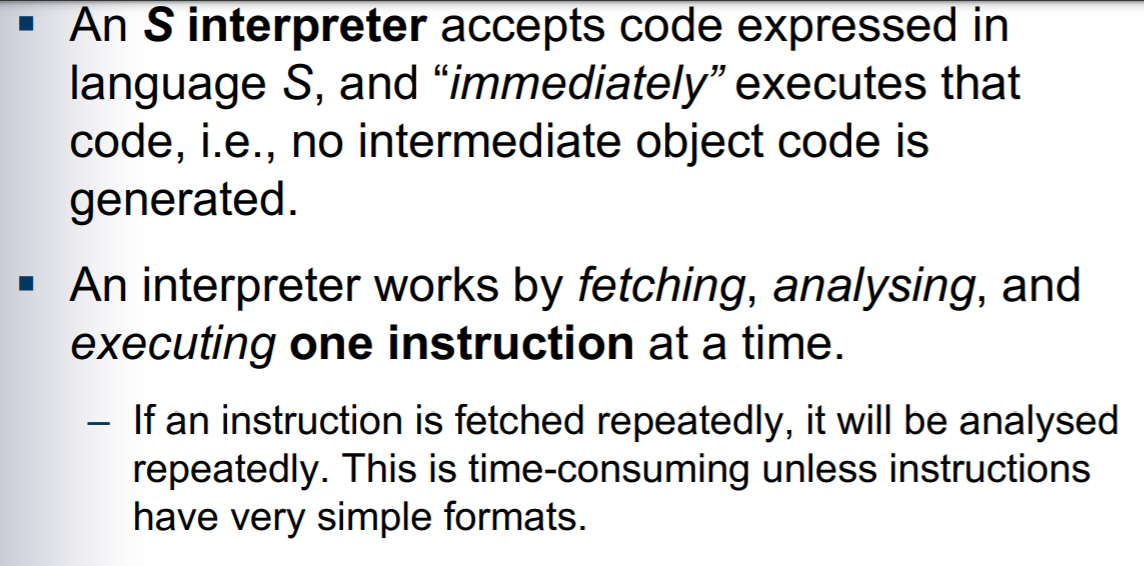 ▪ An S interpreter accepts code expressed in
language S, and “immediately” executes that
code, i.e., no intermediate object code is
generated.
▪ An interpreter works by fetching, analysing, and
executing one instruction at a time.
– If an instruction is fetched repeatedly, it will be analysed
repeatedly. This is time-consuming unless instructions
have very simple formats.